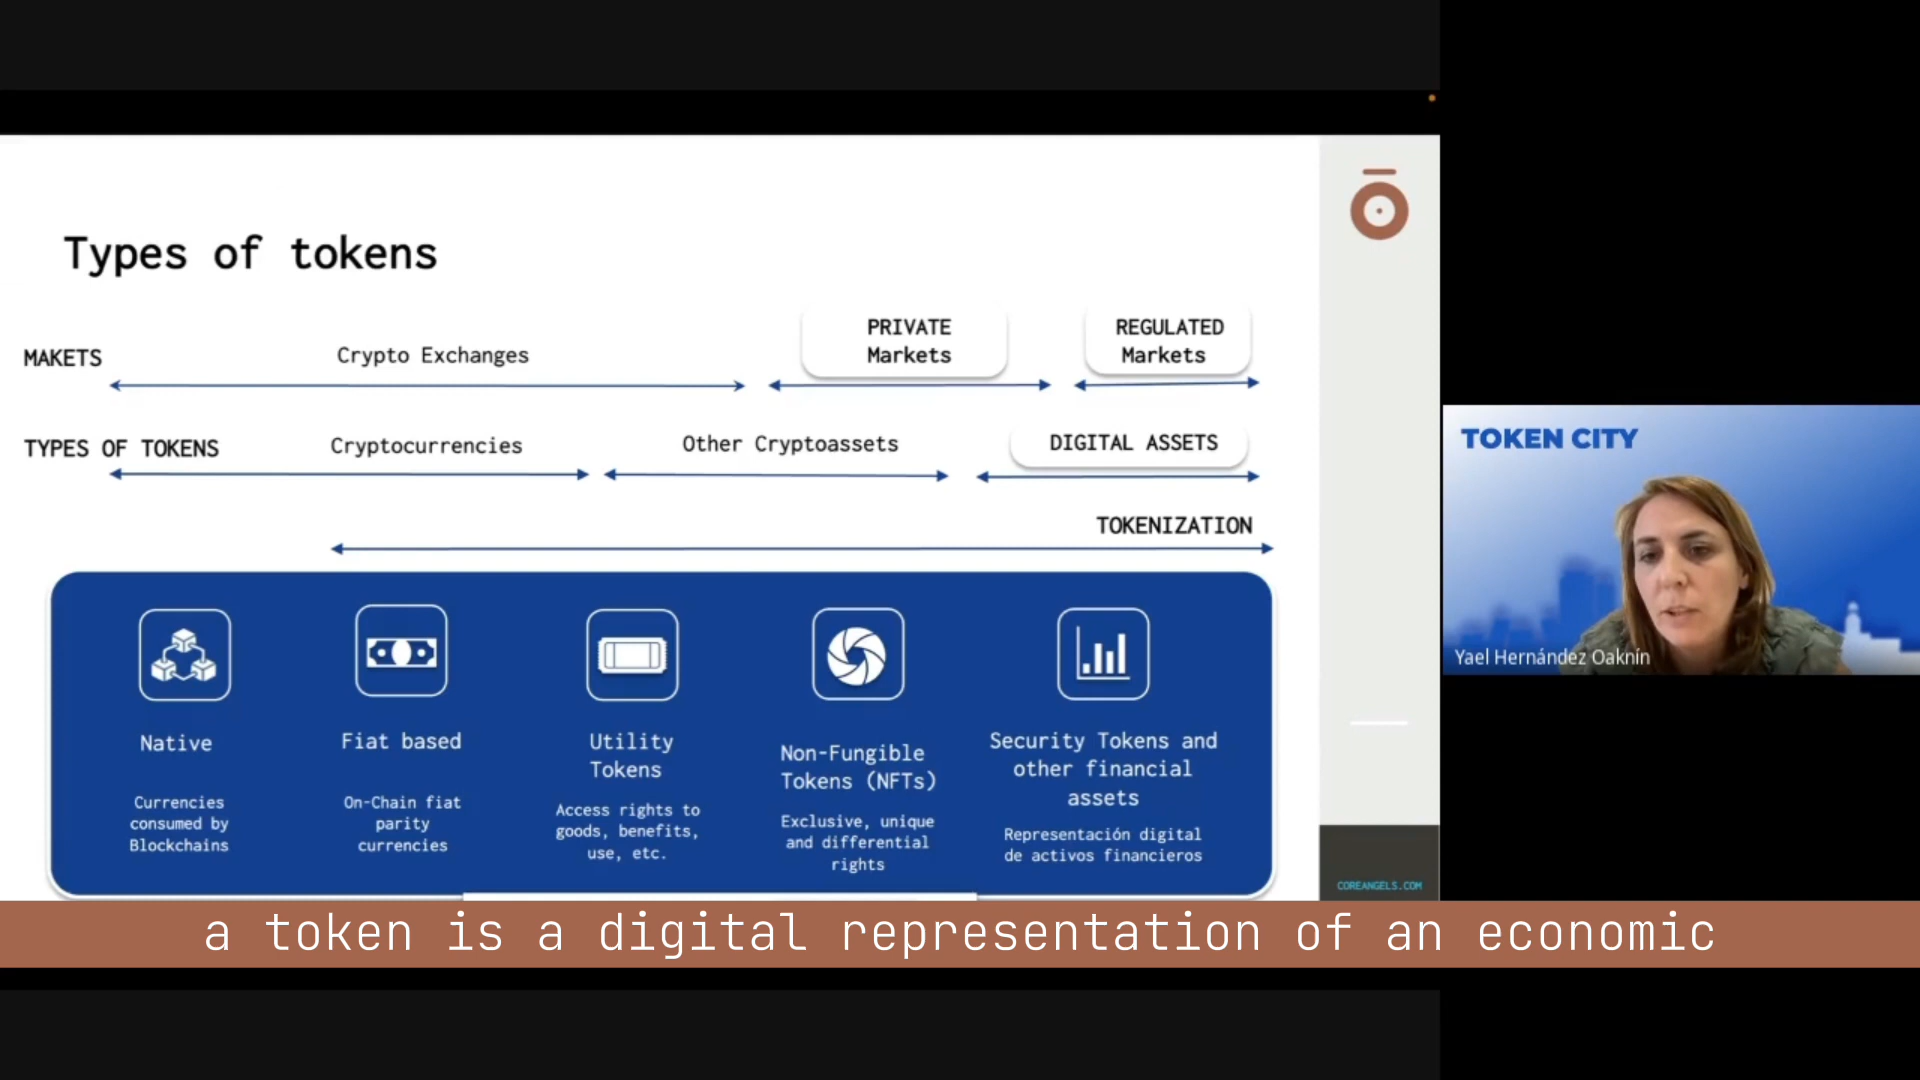 Types of tokens
MAKETS
Crypto Exchanges
PRIVATE
Markets
REGULATED
Markets
TYPES OF TOKENS
Cryptocurrencies
Other Cryptoassets
DIGITAL ASSETS
TOKENIZATION
Native
Currencies
consumed by
Blockchains
Fiat based
On-Chain fiat
parity
currencies
Utility
Tokens
Access rights to
goods, benefits,
use, etc.
Non-Fungible
Tokens (NFTs)
Exclusive, unique
and differential
rights
Security Tokens and
other financial
assets
Representación digital
de activos financieros
COREANGELS.COM
TOKEN CITY
Yael Hernández Oaknín
a token is a digital representation of an economic